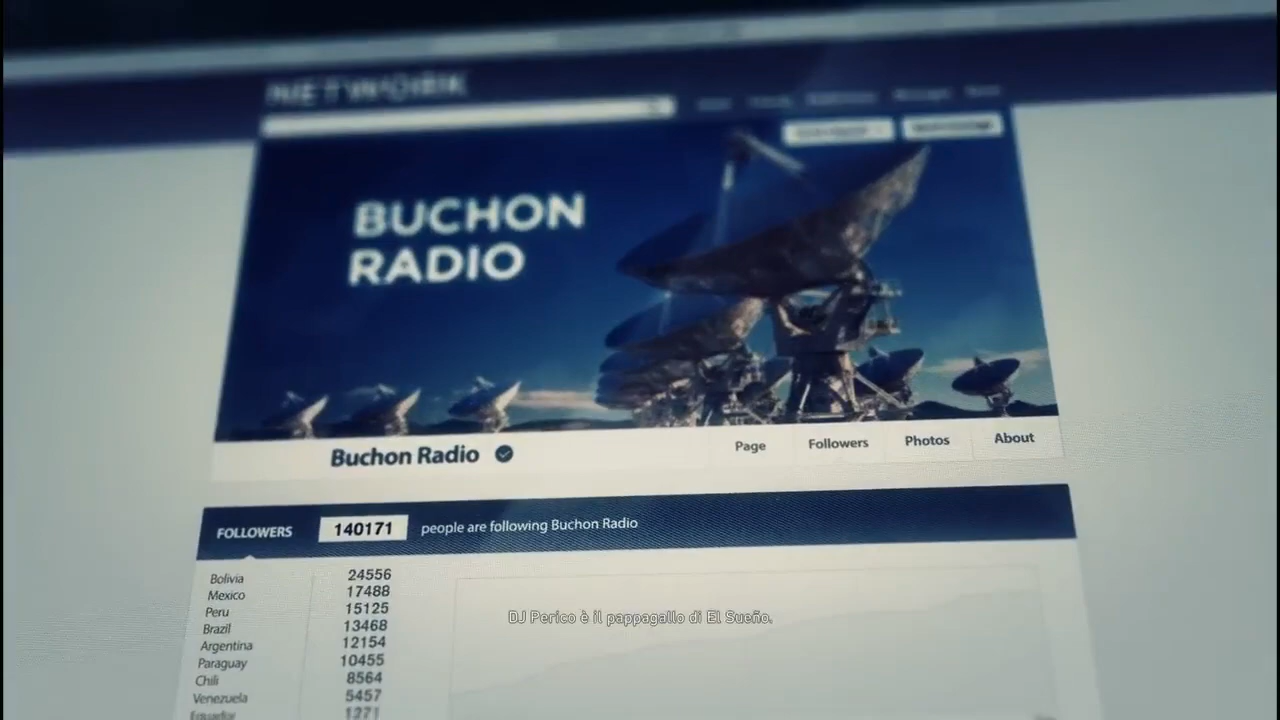 NETWORK
BUCHON
RADIO
Buchon Radio
Page
Followers
Photos
About
FOLLOWERS 140171 people are following Buchon Radio
Bolivia 24556
Mexico 17488
Peru 15125
Brazil 13468
Argentina 12154
Paraguay 10455
Chili 8564
Venezuela 5457
Equador 1271
DJ Perico è il pappagallo di El Sueño.